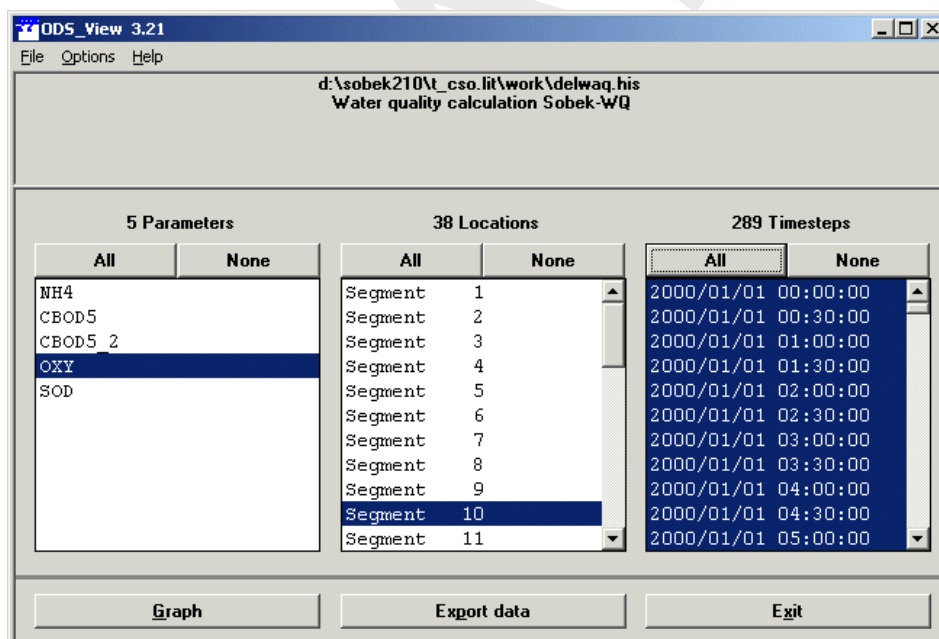 ODS_View 3.21
File Options Help
d:\sobek210\t_cso.lit\work\delwaq.his
Water quality calculation Sobek-WQ
5 Parameters
All None
NH4
CBOD5
CBOD5_2
OXY
SOD
38 Locations
All None
Segment 1
Segment 2
Segment 3
Segment 4
Segment 5
Segment 6
Segment 7
Segment 8
Segment 9
Segment 10
Segment 11
289 Timesteps
All None
2000/01/01 00:00:00
2000/01/01 00:30:00
2000/01/01 01:00:00
2000/01/01 01:30:00
2000/01/01 02:00:00
2000/01/01 02:30:00
2000/01/01 03:00:00
2000/01/01 03:30:00
2000/01/01 04:00:00
2000/01/01 04:30:00
2000/01/01 05:00:00
Graph Export data Exit